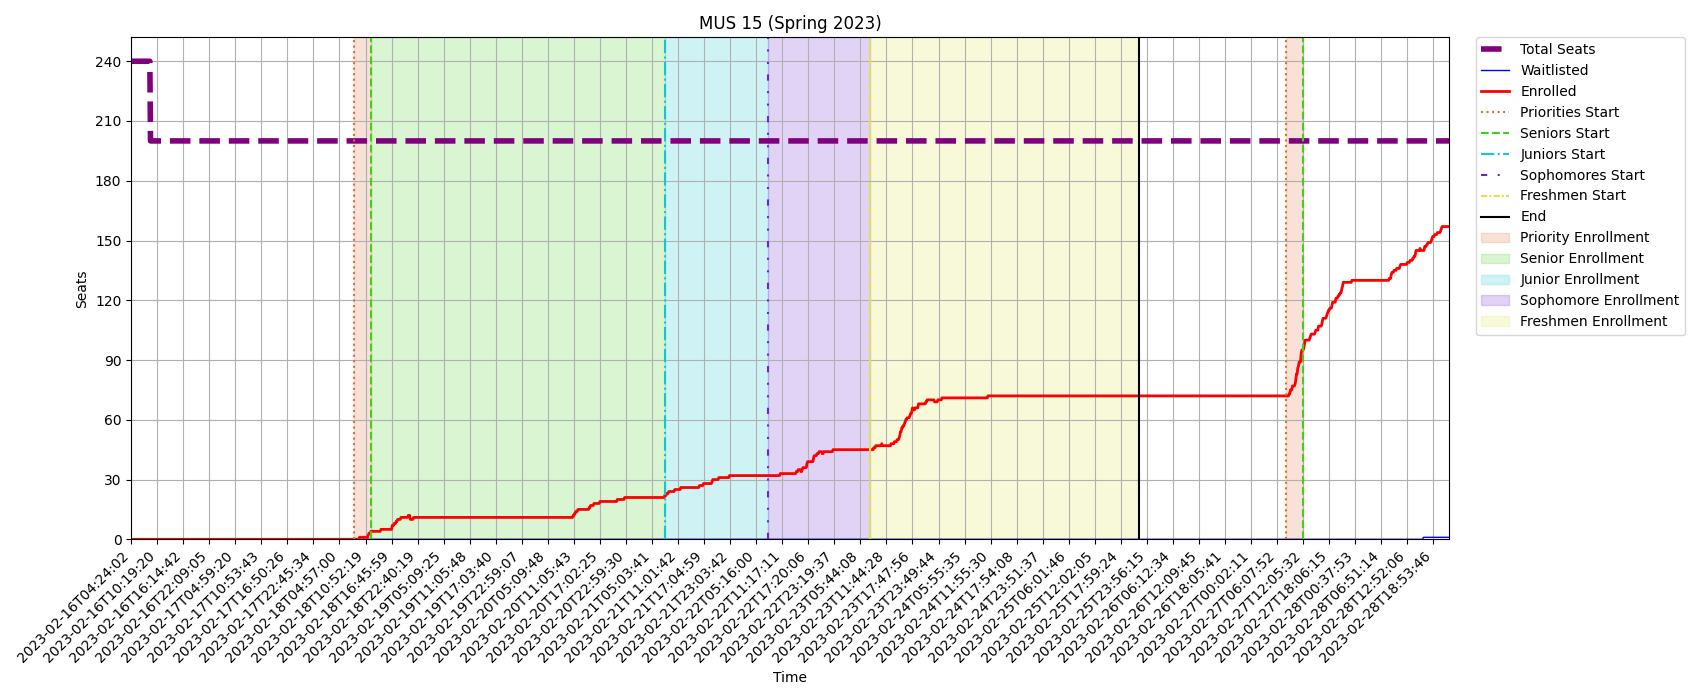 MUS 15 (Spring 2023)
Seats
240
210
180
150
120
90
60
30
0
2023-02-16T04:24:02
2023-02-16T10:19:20
2023-02-16T16:14:42
2023-02-16T22:09:05
2023-02-17T04:59:20
2023-02-17T10:53:43
2023-02-17T16:50:26
2023-02-17T22:45:34
2023-02-18T04:57:00
2023-02-18T10:52:19
2023-02-18T16:45:59
2023-02-18T22:40:19
2023-02-19T05:09:25
2023-02-19T11:05:48
2023-02-19T17:03:40
2023-02-19T22:59:07
2023-02-20T05:09:48
2023-02-20T11:05:43
2023-02-20T17:02:25
2023-02-20T22:59:30
2023-02-21T05:03:41
2023-02-21T11:01:42
2023-02-21T17:04:59
2023-02-21T23:03:42
2023-02-22T05:16:00
2023-02-22T11:17:11
2023-02-22T17:20:06
2023-02-22T23:19:37
2023-02-23T05:44:08
2023-02-23T11:44:28
2023-02-23T17:47:56
2023-02-23T23:49:44
2023-02-24T05:55:35
2023-02-24T11:55:30
2023-02-24T17:54:08
2023-02-24T23:51:37
2023-02-25T06:01:46
2023-02-25T12:02:05
2023-02-25T17:59:24
2023-02-25T23:56:15
2023-02-26T06:12:34
2023-02-26T12:09:45
2023-02-26T18:05:41
2023-02-27T00:02:11
2023-02-27T06:07:52
2023-02-27T12:05:32
2023-02-27T18:06:15
2023-02-28T00:37:53
2023-02-28T06:51:14
2023-02-28T12:52:06
2023-02-28T18:53:46
Time
Total Seats
Waitlisted
Enrolled
Priorities Start
Seniors Start
Juniors Start
Sophomores Start
Freshmen Start
End
Priority Enrollment
Senior Enrollment
Junior Enrollment
Sophomore Enrollment
Freshmen Enrollment